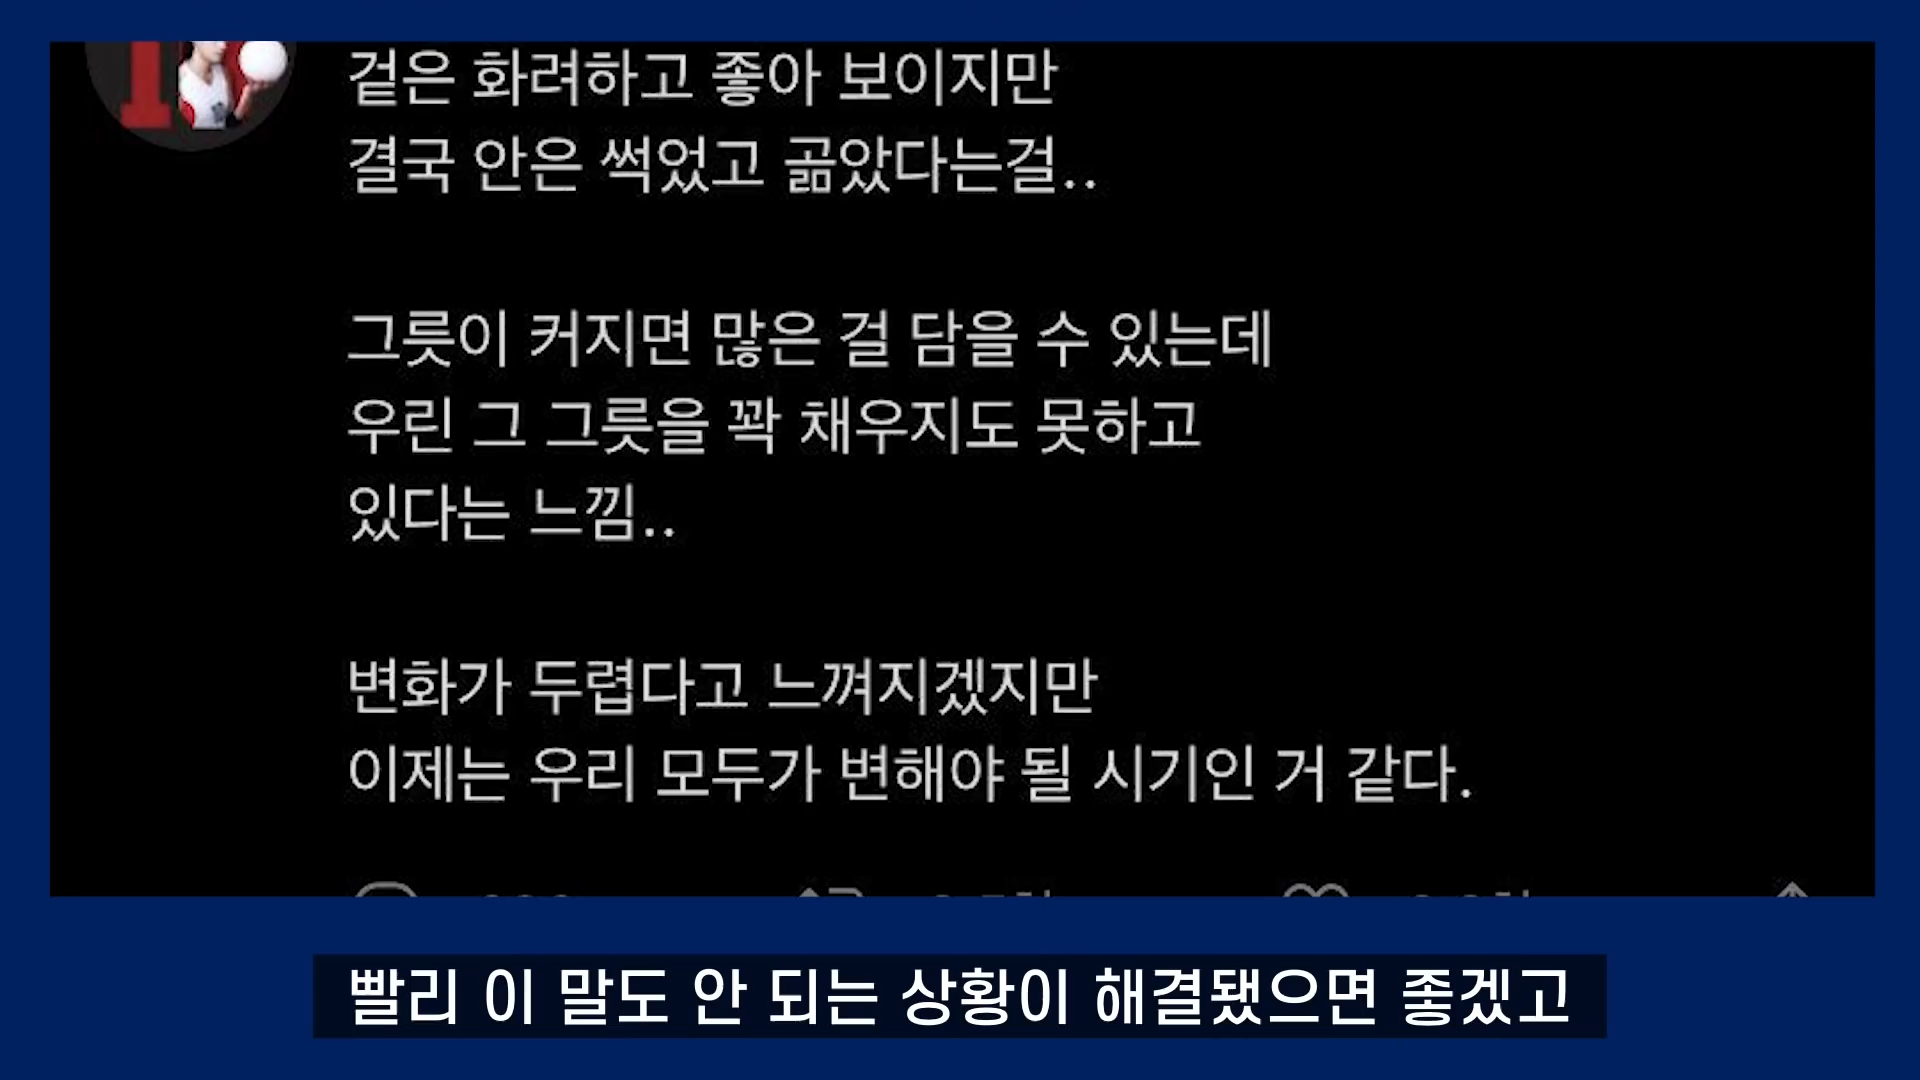 겉은 화려하고 좋아 보이지만
결국 안은 썩었고 곪았다는걸..
그릇이 커지면 많은 걸 담을 수 있는데
우린 그 그릇을 꽉 채우지도 못하고
있다는 느낌..
변화가 두렵다고 느껴지겠지만
이제는 우리 모두가 변해야 될 시기인 거 같다.
빨리 이 말도 안 되는 상황이 해결됐으면 좋겠고